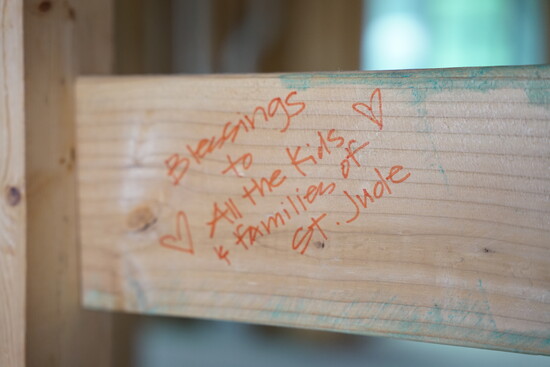 Blessings
to
All the Kids
& families of
St. Jude